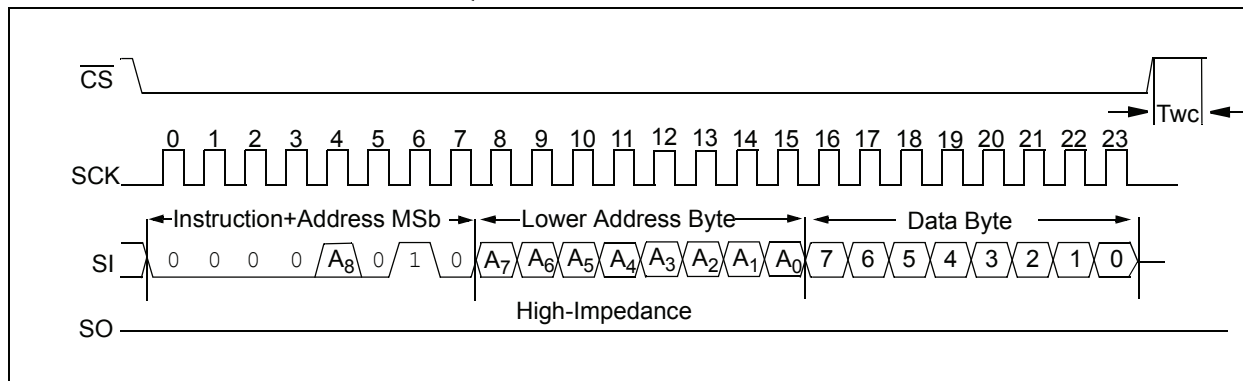 CS
Twc
0 1 2 3 4 5 6 7 8 9 10 11 12 13 14 15 16 17 18 19 20 21 22 23
SCK
Instruction+Address MSb Lower Address Byte Data Byte
SI 0 0 0 0 A8 0 1 0 A7 A6 A5 A4 A3 A2 A1 A0 7 6 5 4 3 2 1 0
High-Impedance
SO